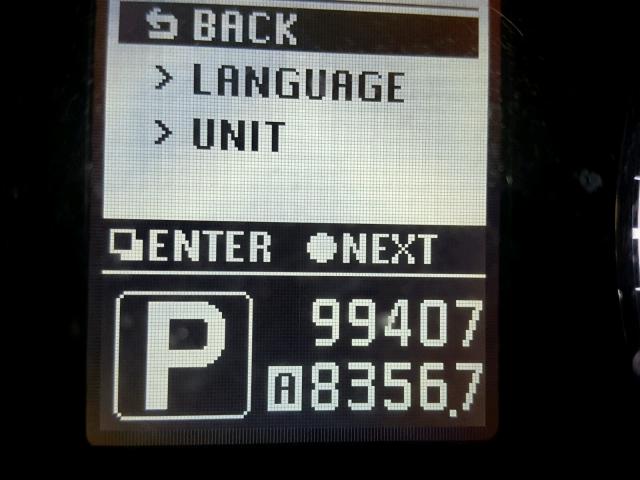 BACK
> LANGUAGE
> UNIT
ENTER NEXT
P
99407
A 8356.7